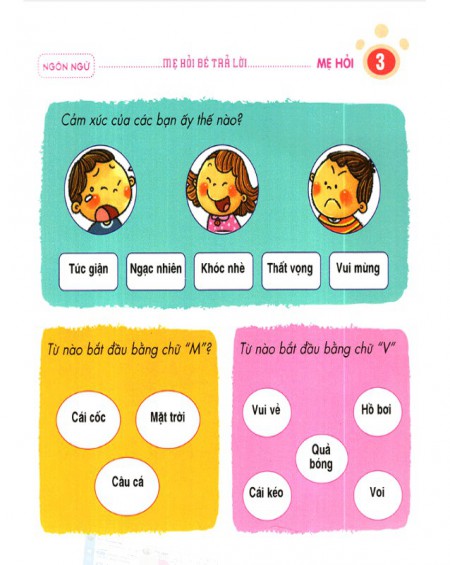 NGÔN NGỮ
MẸ HỎI BÉ TRẢ LỜI
MẸ HỎI
3
Cảm xúc của các bạn ấy thế nào?
Tức giận
Ngạc nhiên
Khóc nhè
Thất vọng
Vui mừng
Từ nào bắt đầu bằng chữ "M"?
Cái cốc
Mặt trời
Câu cá
Từ nào bắt đầu bằng chữ "V"
Vui vẻ
Hồ bơi
Quả
bóng
Cái kéo
Voi